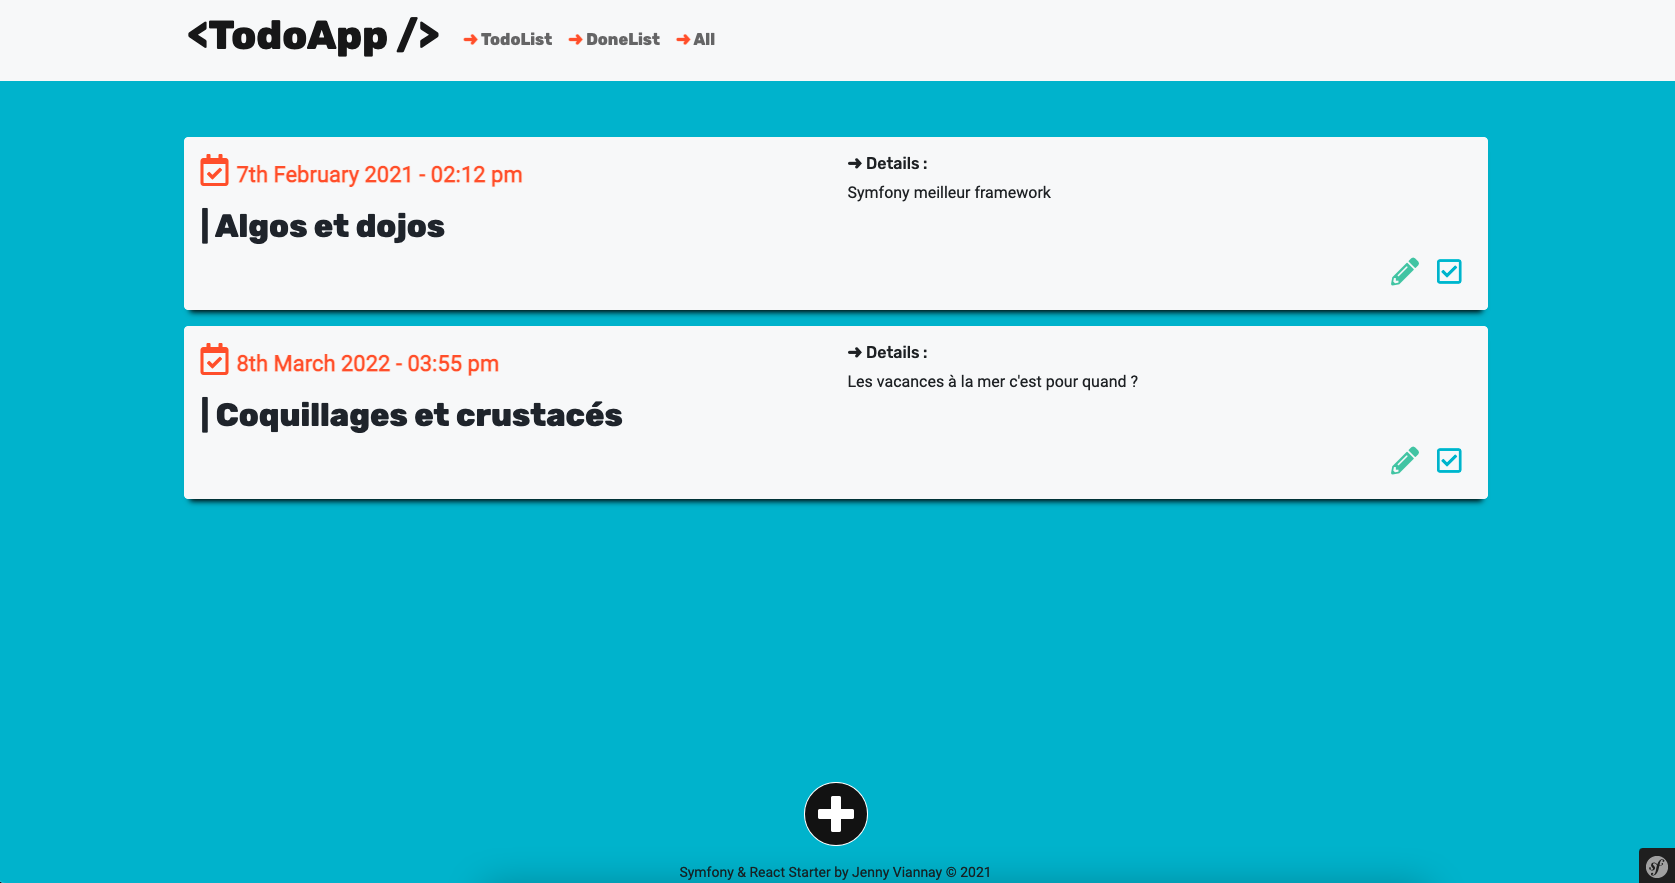 <TodoApp />
➜ TodoList ➜ DoneList ➜ All
7th February 2021 - 02:12 pm
| Algos et dojos
➜ Details :
Symfony meilleur framework
8th March 2022 - 03:55 pm
| Coquillages et crustacés
➜ Details :
Les vacances à la mer c'est pour quand ?
Symfony & React Starter by Jenny Viannay © 2021
sf